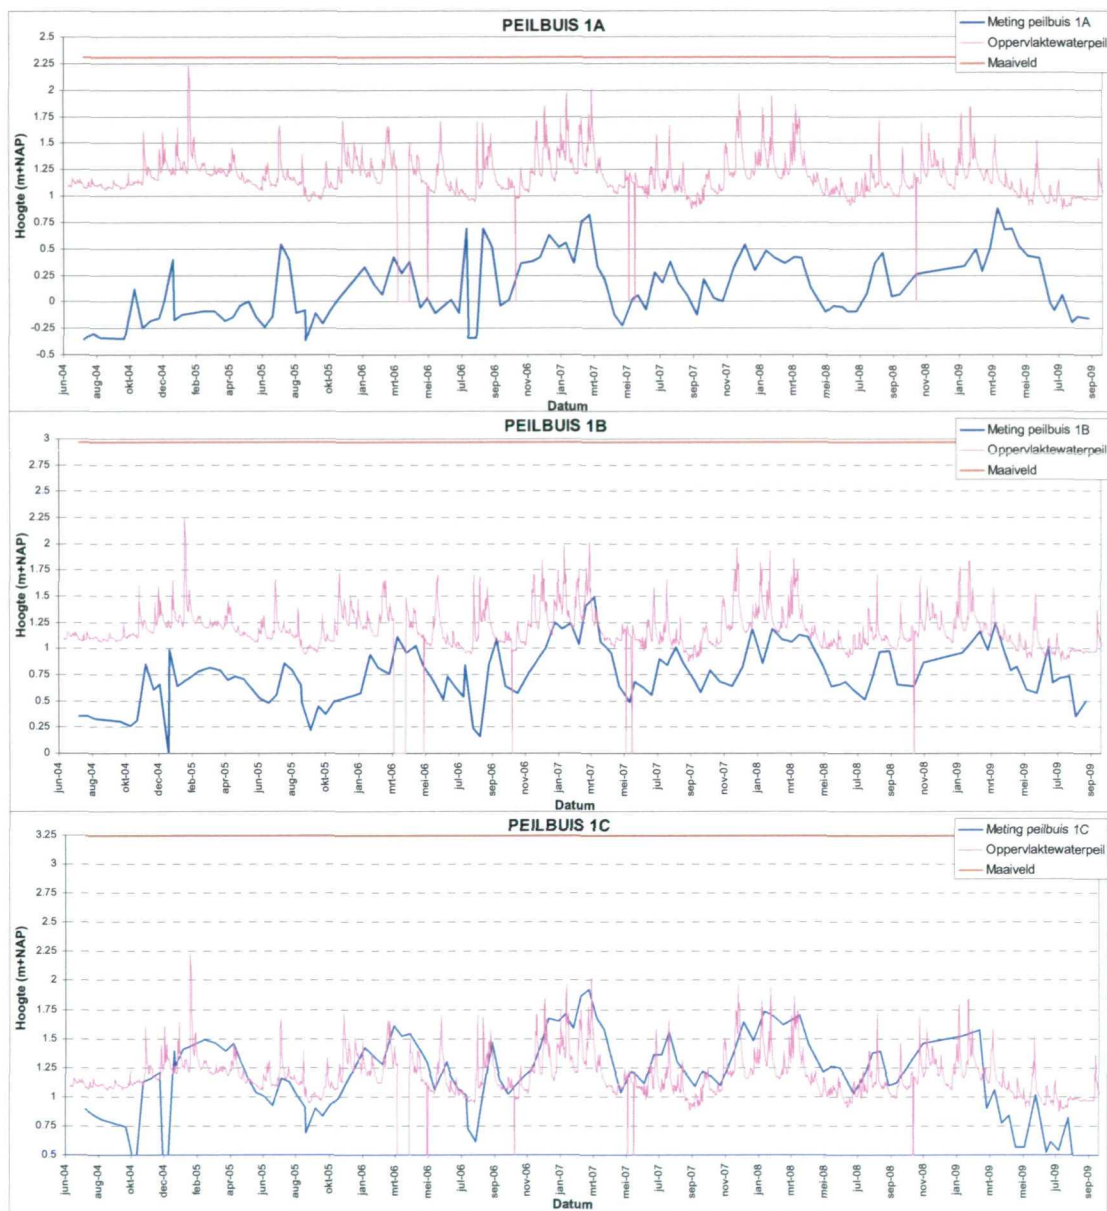 PEILBUIS 1A
Meting peilbuis 1A
Oppervlaktewaterpeil
Maaiveld
Hoogte (m+NAP)
2.5
2.25
2
1.75
1.5
1.25
1
0.75
0.5
0.25
0
-0.25
-0.5
jun-04 aug-04 okt-04 dec-04 feb-05 apr-05 jun-05 aug-05 okt-05 jan-06 mrt-06 mei-06 jul-06 sep-06 nov-06 jan-07 mrt-07 mei-07 jul-07 sep-07 nov-07 jan-08 mrt-08 mei-08 jul-08 sep-08 nov-08 jan-09 mrt-09 mei-09 jul-09 sep-09
Datum
PEILBUIS 1B
Meting peilbuis 1B
Oppervlaktewaterpeil
Maaiveld
Hoogte (m+NAP)
3
2.75
2.5
2.25
2
1.75
1.5
1.25
1
0.75
0.5
0.25
0
jun-04 aug-04 okt-04 dec-04 feb-05 apr-05 jun-05 aug-05 okt-05 jan-06 mrt-06 mei-06 jul-06 sep-06 nov-06 jan-07 mrt-07 mei-07 jul-07 sep-07 nov-07 jan-08 mrt-08 mei-08 jul-08 sep-08 nov-08 jan-09 mrt-09 mei-09 jul-09 sep-09
Datum
PEILBUIS 1C
Meting peilbuis 1C
Oppervlaktewaterpeil
Maaiveld
Hoogte (m+NAP)
3.25
3
2.75
2.5
2.25
2
1.75
1.5
1.25
1
0.75
0.5
jun-04 aug-04 okt-04 dec-04 feb-05 apr-05 jun-05 aug-05 okt-05 jan-06 mrt-06 mei-06 jul-06 sep-06 nov-06 jan-07 mrt-07 mei-07 jul-07 sep-07 nov-07 jan-08 mrt-08 mei-08 jul-08 sep-08 nov-08 jan-09 mrt-09 mei-09 jul-09 sep-09
Datum